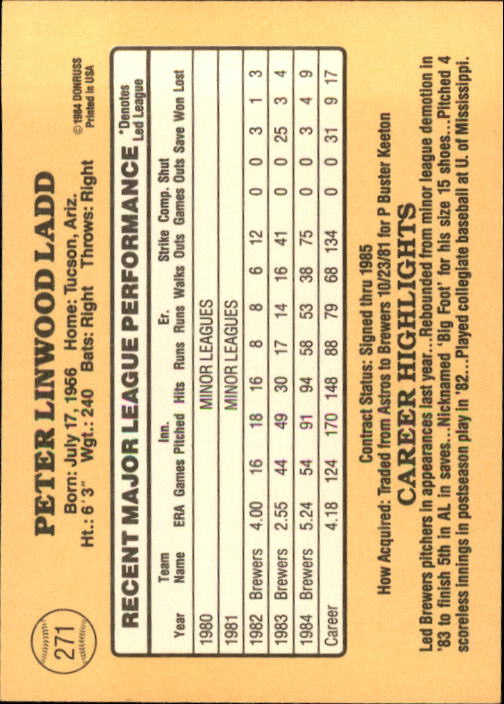 271
PETER LINWOOD LADD
Born: July 17, 1956 Home: Tucson, Ariz.
Ht.: 6' 3" Wgt.: 240 Bats: Right Throws: Right
© 1984 DONRUSS
Printed in USA
RECENT MAJOR LEAGUE PERFORMANCE
*Denotes
Led League
Team Inn. Er. Strike Comp. Shut
Year Name ERA Games Pitched Hits Runs Runs Walks Outs Games Outs Save Won Lost
1980 MINOR LEAGUES
1981 MINOR LEAGUES
1982 Brewers 4.00 16 18 16 8 8 6 12 0 0 3 1 3
1983 Brewers 2.55 44 49 30 17 14 16 41 0 0 25 3 4
1984 Brewers 5.24 54 91 94 58 53 38 75 0 0 3 4 9
Career 4.18 124 170 148 88 79 68 134 0 0 31 9 17
Contract Status: Signed thru 1985
How Acquired: Traded from Astros to Brewers 10/23/81 for P Buster Keeton
CAREER HIGHLIGHTS
Led Brewers pitchers in appearances last year...Rebounded from minor league demotion in
'83 to finish 5th in AL in saves...Nicknamed 'Big Foot' for his size 15 shoes...Pitched 4
scoreless innings in postseason play in '82...Played collegiate baseball at U. of Mississippi.